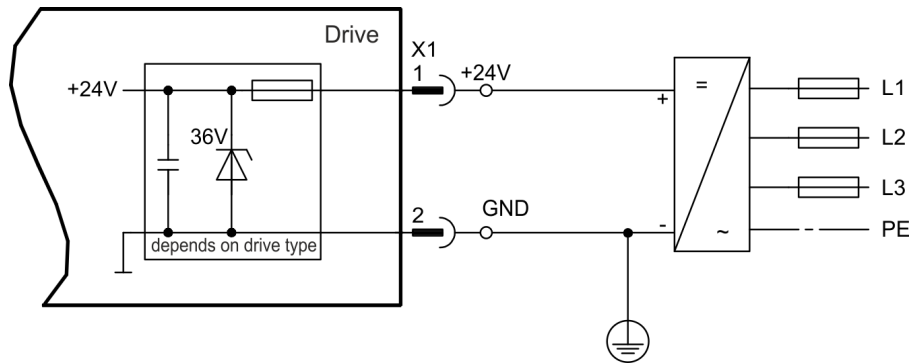 Drive
X1
1
+24V
+24V
36V
depends on drive type
2
GND
+
=
-
~
L1
L2
L3
PE